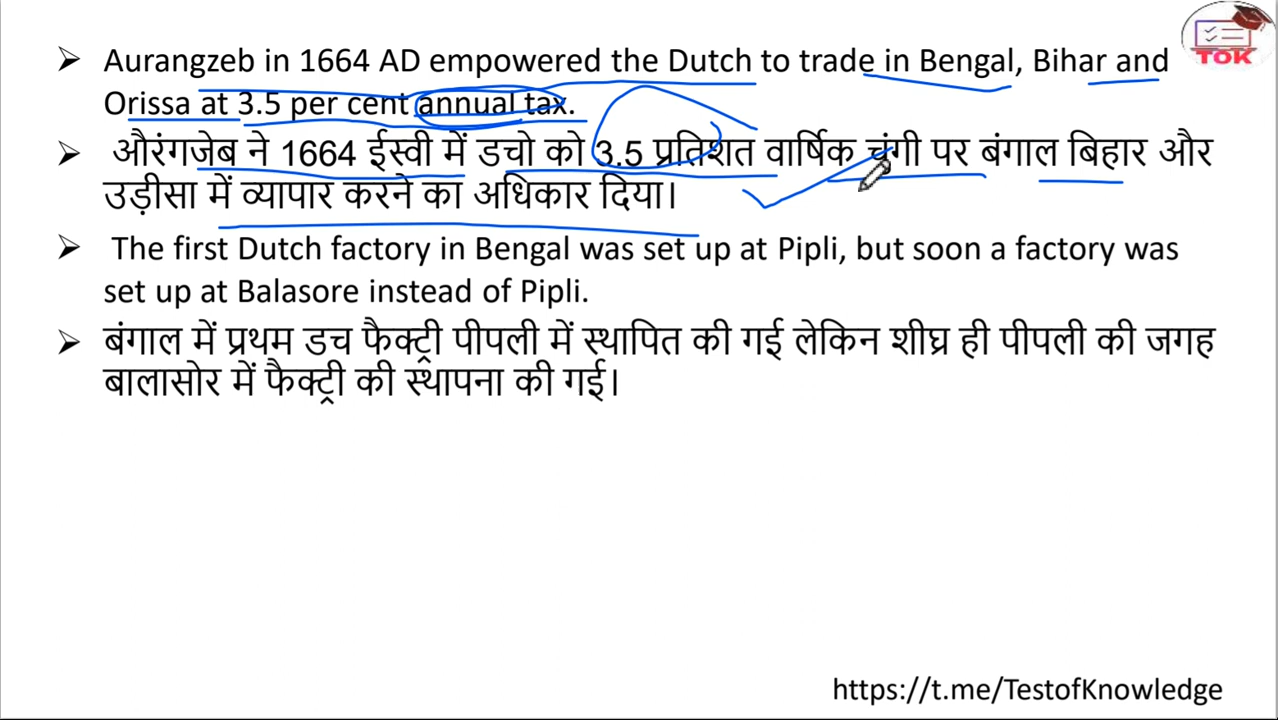 TOK
➢ Aurangzeb in 1664 AD empowered the Dutch to trade in Bengal, Bihar and
Orissa at 3.5 per cent annual tax.
➢ औरंगजेब ने 1664 ईस्वी में डचो को 3.5 प्रतिशत वार्षिक चुंगी पर बंगाल बिहार और
उड़ीसा में व्यापार करने का अधिकार दिया।
➢ The first Dutch factory in Bengal was set up at Pipli, but soon a factory was
set up at Balasore instead of Pipli.
➢ बंगाल में प्रथम डच फैक्ट्री पीपली में स्थापित की गई लेकिन शीघ्र ही पीपली की जगह
बालासोर में फैक्ट्री की स्थापना की गई।
https://t.me/TestofKnowledge